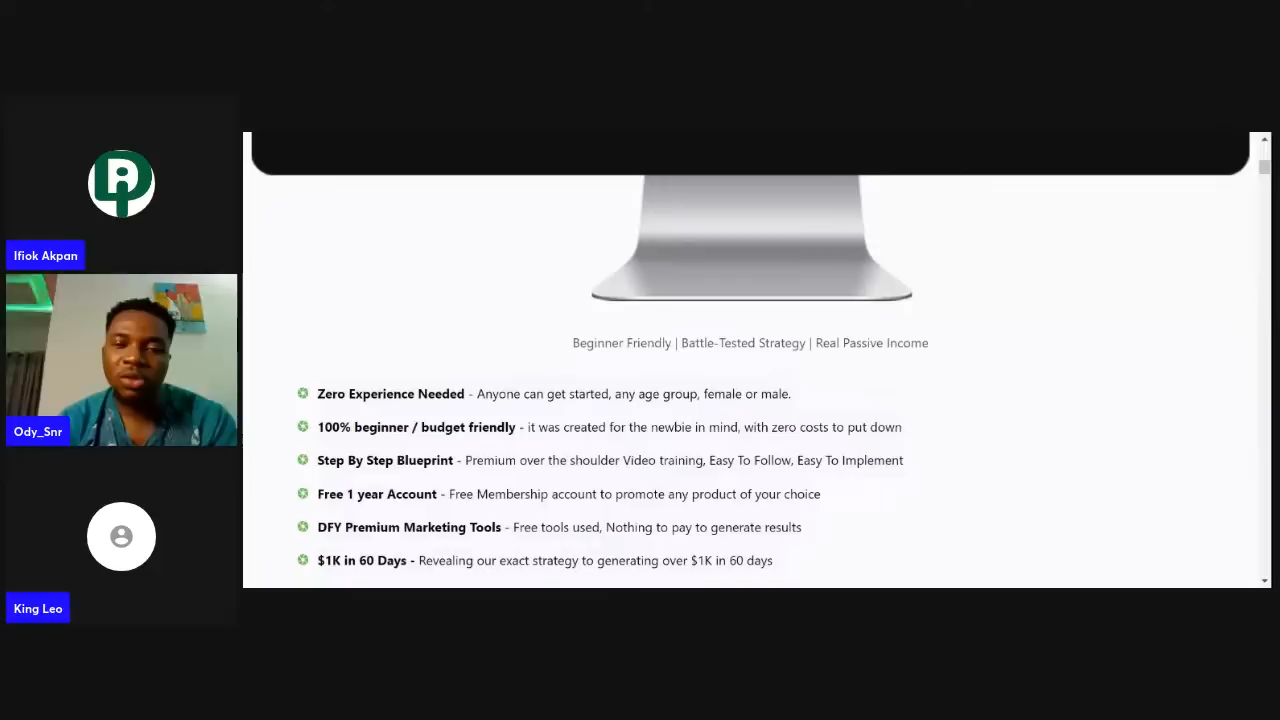 Ifiok Akpan
Ody_Snr
King Leo
Beginner Friendly | Battle-Tested Strategy | Real Passive Income
Zero Experience Needed - Anyone can get started, any age group, female or male.
100% beginner / budget friendly - it was created for the newbie in mind, with zero costs to put down
Step By Step Blueprint - Premium over the shoulder Video training, Easy To Follow, Easy To Implement
Free 1 year Account - Free Membership account to promote any product of your choice
DFY Premium Marketing Tools - Free tools used, Nothing to pay to generate results
$1K in 60 Days - Revealing our exact strategy to generating over $1K in 60 days